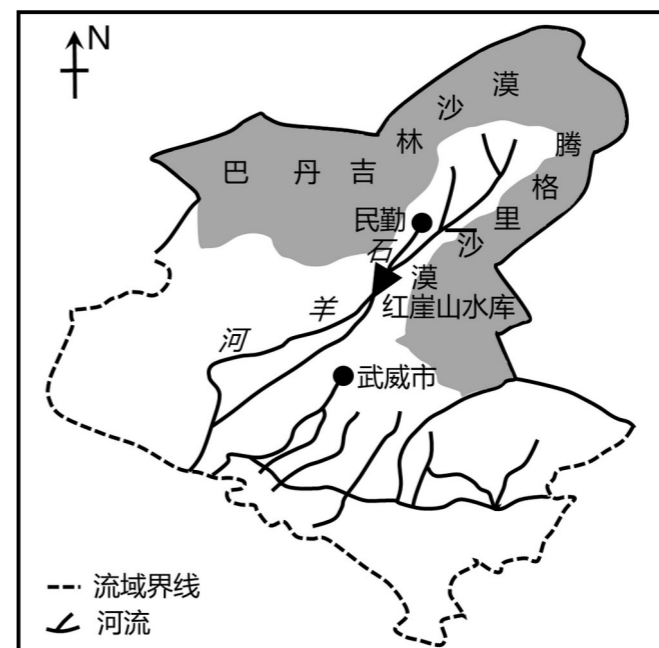 N
巴丹吉林沙漠
腾格里沙漠
民勤
石羊河
红崖山水库
武威市
流域界线
河流